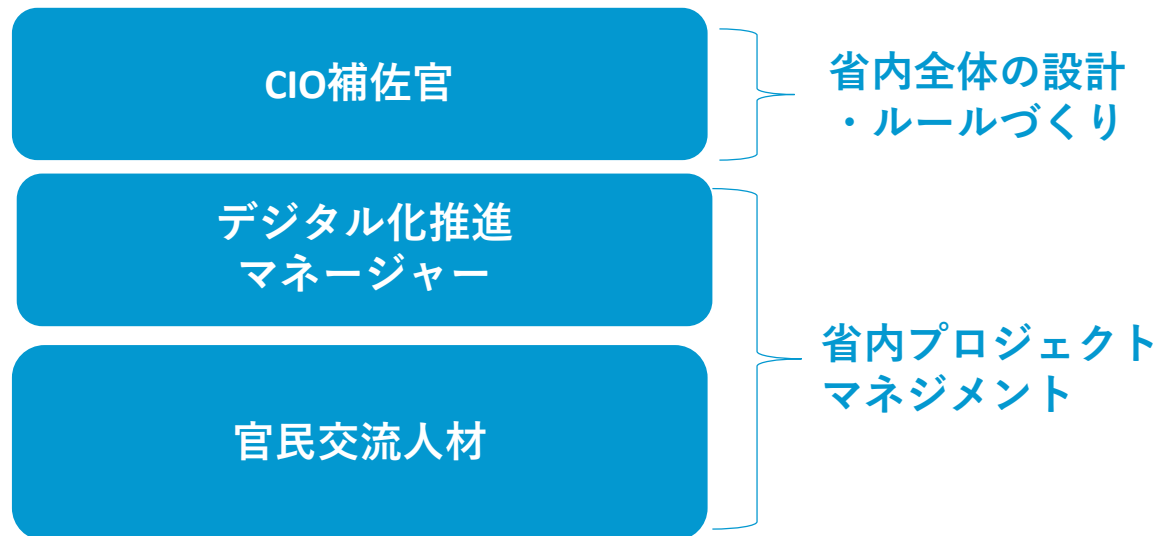 CIO補佐官
省内全体の設計
・ルールづくり
デジタル化推進
マネージャー
省内プロジェクト
マネジメント
官民交流人材